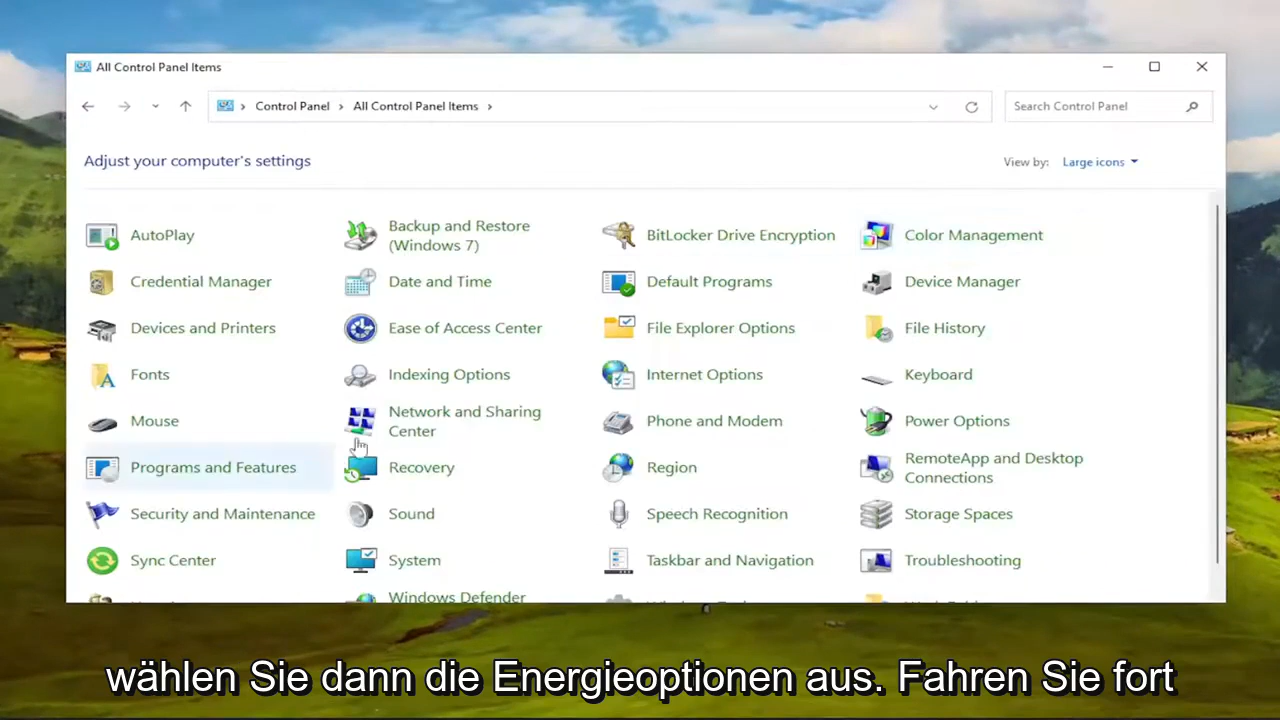 All Control Panel Items
Control Panel All Control Panel Items
Search Control Panel
Adjust your computer's settings
View by: Large icons
AutoPlay
Backup and Restore
(Windows 7)
BitLocker Drive Encryption
Color Management
Credential Manager
Date and Time
Default Programs
Device Manager
Devices and Printers
Ease of Access Center
File Explorer Options
File History
Fonts
Indexing Options
Internet Options
Keyboard
Mouse
Network and Sharing
Center
Phone and Modem
Power Options
Programs and Features
Recovery
Region
RemoteApp and Desktop
Connections
Security and Maintenance
Sound
Speech Recognition
Storage Spaces
Sync Center
System
Taskbar and Navigation
Troubleshooting
Windows Defender
wählen Sie dann die Energieoptionen aus. Fahren Sie fort